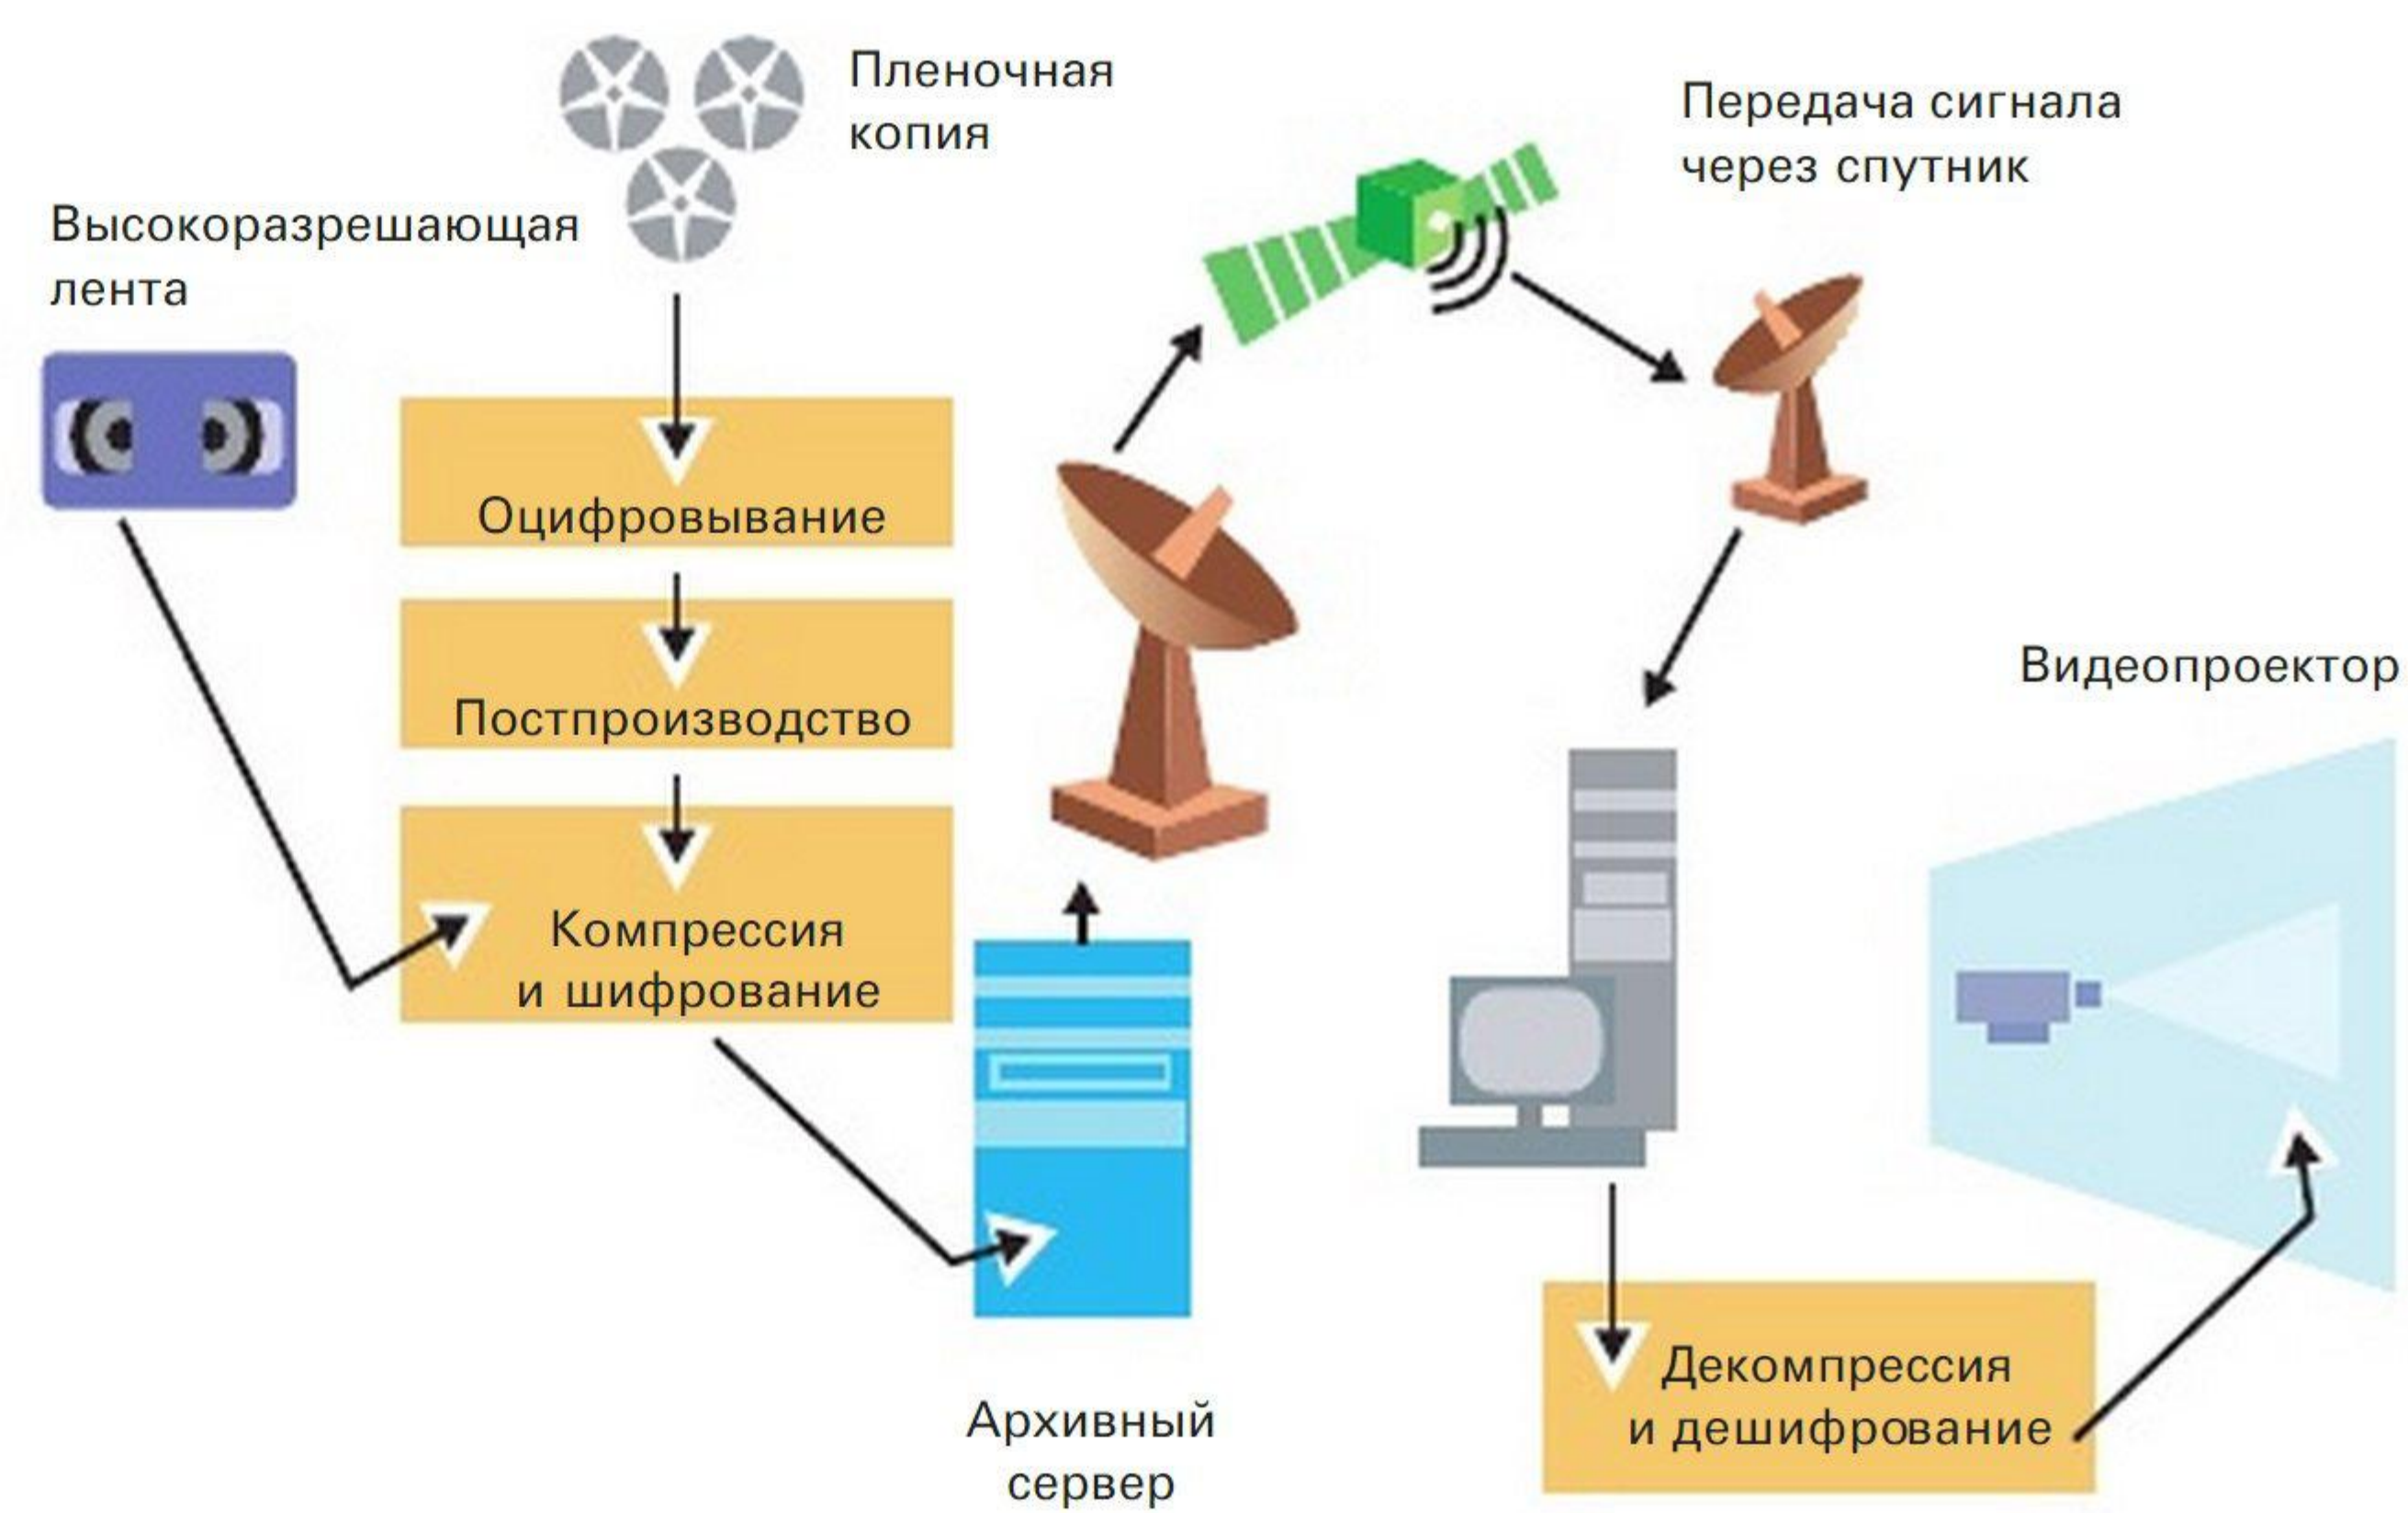 Пленочная
копия
Передача сигнала
через спутник
Высокоразрешающая
лента
Оцифровывание
Постпроизводство
Видеопроектор
Компрессия
и шифрование
Декомпрессия
и дешифрование
Архивный
сервер